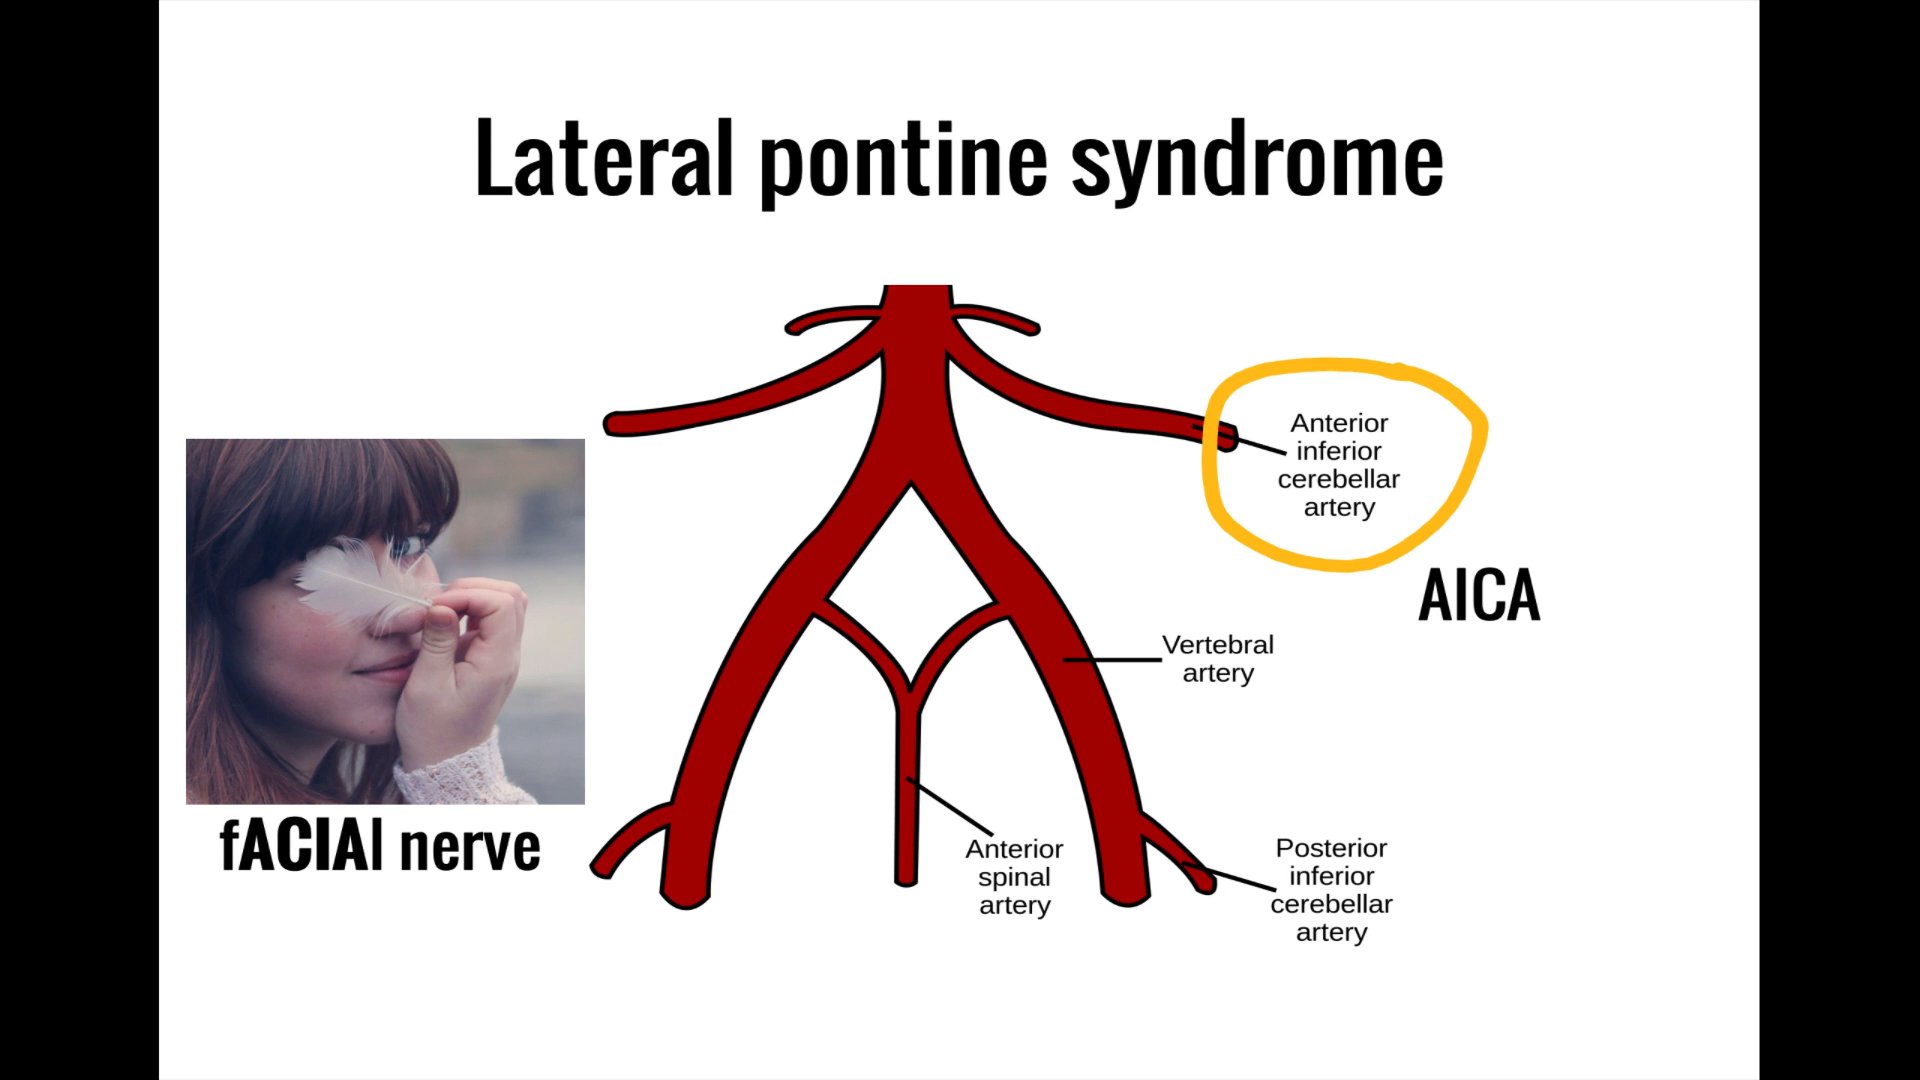 Lateral pontine syndrome
Anterior
inferior
cerebellar
artery
AICA
Vertebral
artery
fACIAl nerve
Anterior
spinal
artery
Posterior
inferior
cerebellar
artery